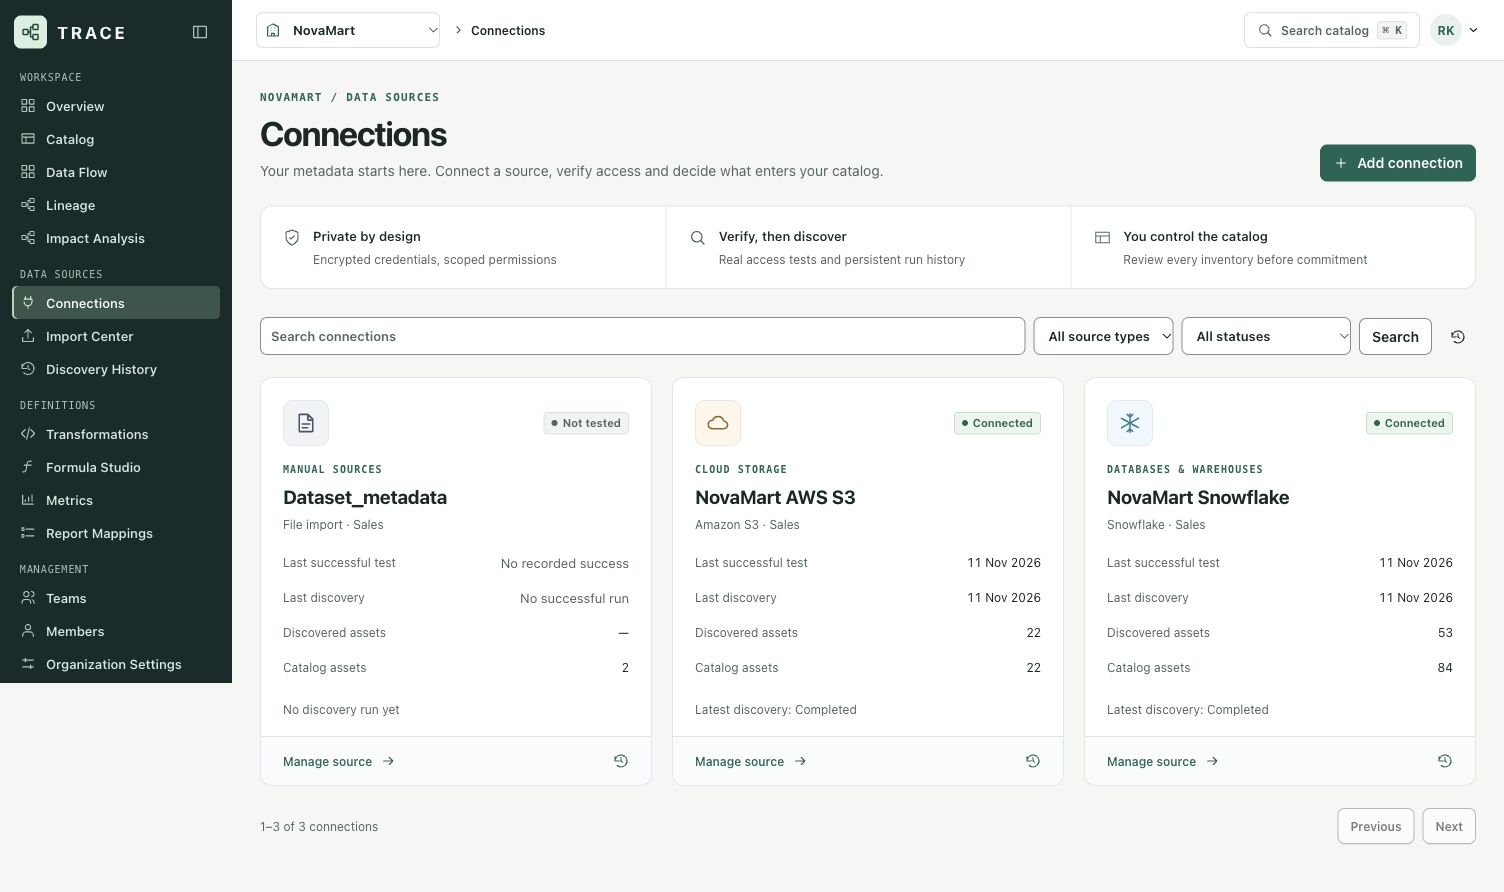 TRACE
WORKSPACE
Overview
Catalog
Data Flow
Lineage
Impact Analysis
DATA SOURCES
Connections
Import Center
Discovery History
DEFINITIONS
Transformations
Formula Studio
Metrics
Report Mappings
MANAGEMENT
Teams
Members
Organization Settings
NovaMart
Connections
Search catalog ⌘ K
RK
NOVAMART / DATA SOURCES
Connections
Your metadata starts here. Connect a source, verify access and decide what enters your catalog.
Add connection
Private by design
Encrypted credentials, scoped permissions
Verify, then discover
Real access tests and persistent run history
You control the catalog
Review every inventory before commitment
Search connections
All source types
All statuses
Search
Not tested
MANUAL SOURCES
Dataset_metadata
File import · Sales
Last successful test No recorded success
Last discovery No successful run
Discovered assets —
Catalog assets 2
No discovery run yet
Manage source →
Connected
CLOUD STORAGE
NovaMart AWS S3
Amazon S3 · Sales
Last successful test 11 Nov 2026
Last discovery 11 Nov 2026
Discovered assets 22
Catalog assets 22
Latest discovery: Completed
Manage source →
Connected
DATABASES & WAREHOUSES
NovaMart Snowflake
Snowflake · Sales
Last successful test 11 Nov 2026
Last discovery 11 Nov 2026
Discovered assets 53
Catalog assets 84
Latest discovery: Completed
Manage source →
1–3 of 3 connections
Previous
Next